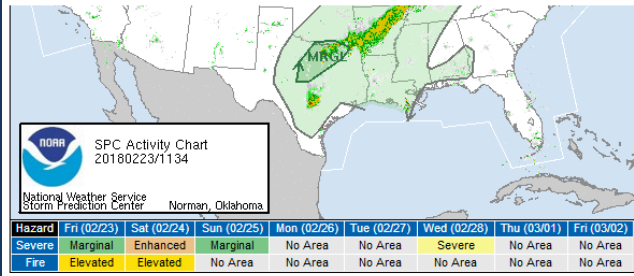 MRGL
NOAA
SPC Activity Chart
20180223/1134
National Weather Service
Storm Prediction Center Norman, Oklahoma
Hazard Fri (02/23) Sat (02/24) Sun (02/25) Mon (02/26) Tue (02/27) Wed (02/28) Thu (03/01) Fri (03/02)
Severe Marginal Enhanced Marginal No Area No Area Severe No Area No Area
Fire Elevated Elevated No Area No Area No Area No Area No Area No Area